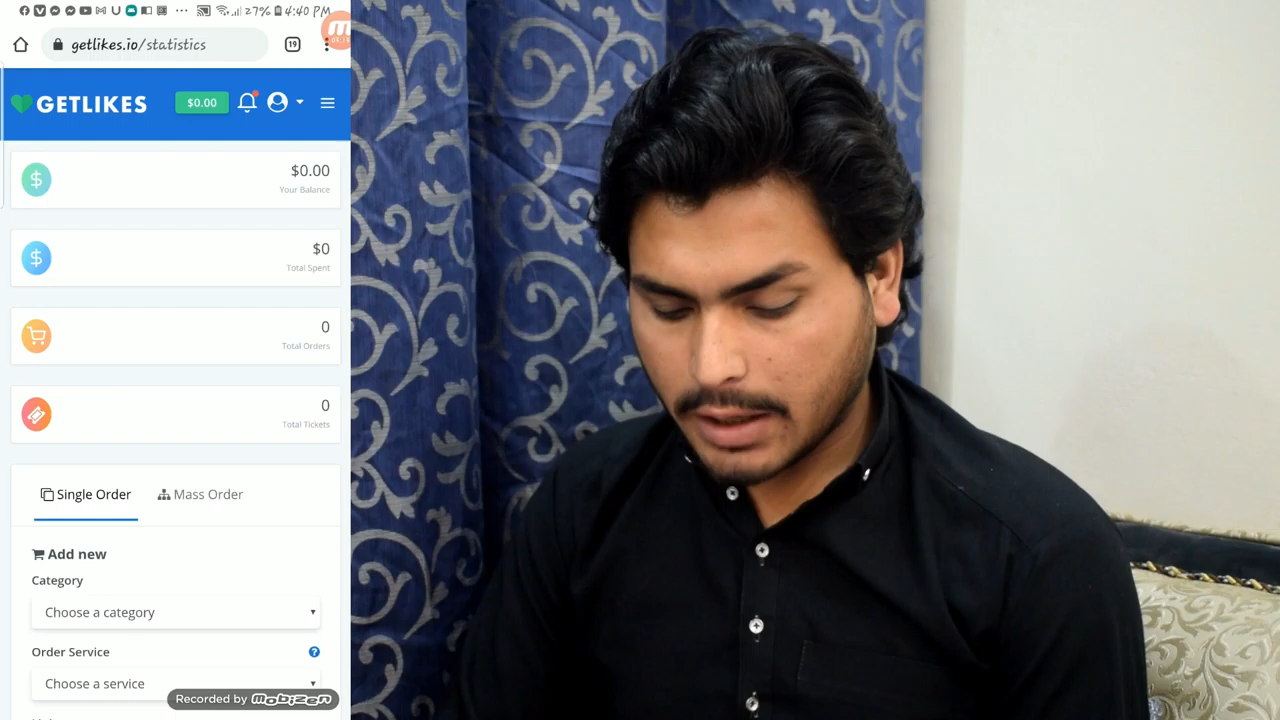 27% 4:40 PM
getlikes.io/statistics
19
GETLIKES
$0.00
$0.00
Your Balance
$0
Total Spent
0
Total Orders
0
Total Tickets
Single Order
Mass Order
Add new
Category
Choose a category
Order Service
?
Choose a service
Recorded by mobizen